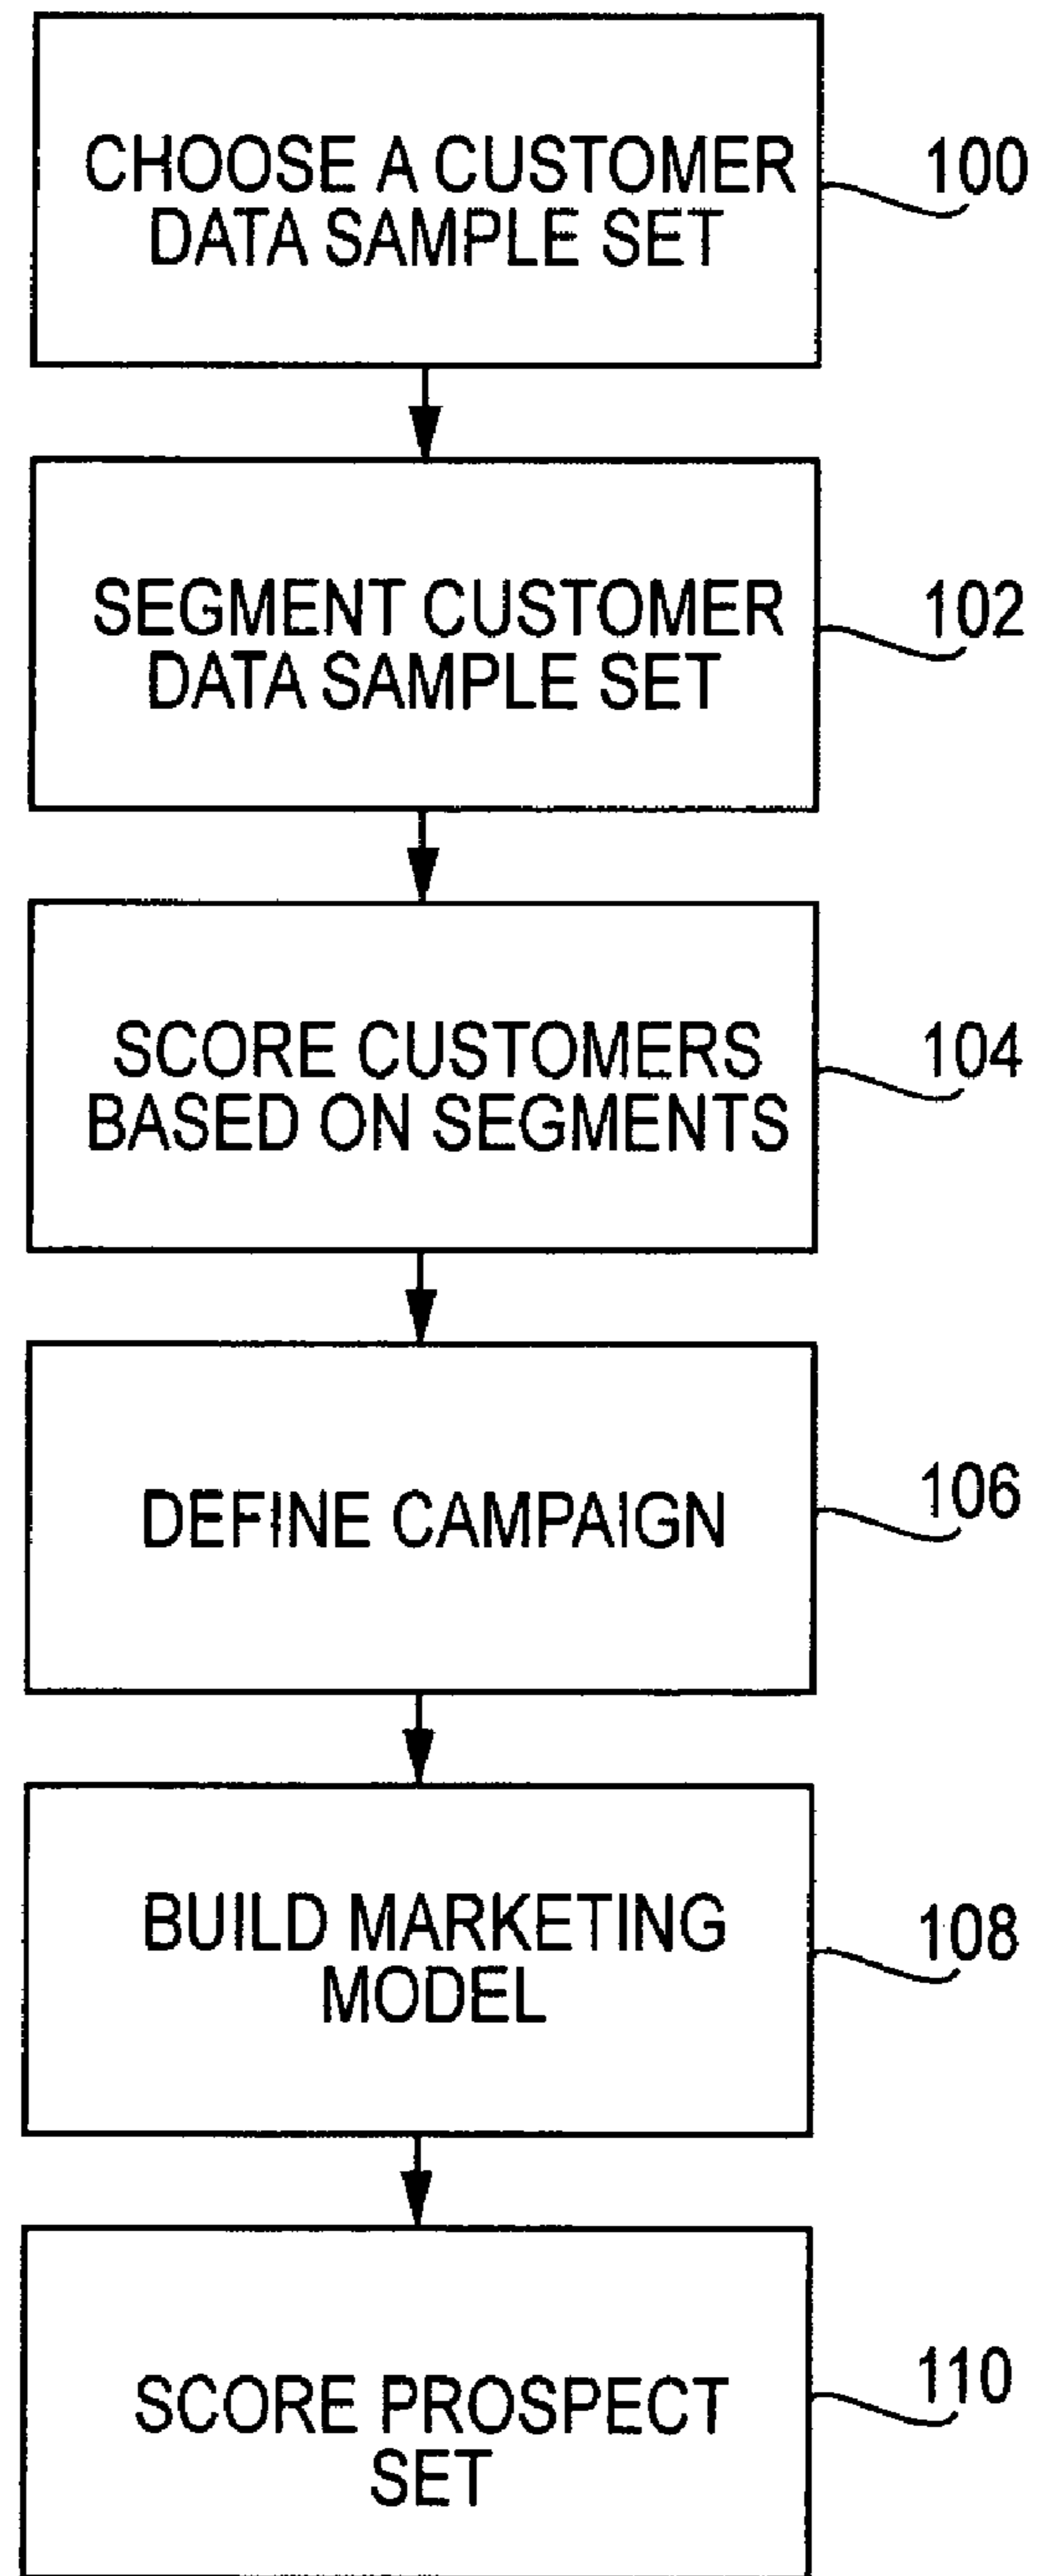 CHOOSE A CUSTOMER
DATA SAMPLE SET
100
SEGMENT CUSTOMER
DATA SAMPLE SET
102
SCORE CUSTOMERS
BASED ON SEGMENTS
104
DEFINE CAMPAIGN
106
BUILD MARKETING
MODEL
108
SCORE PROSPECT
SET
110